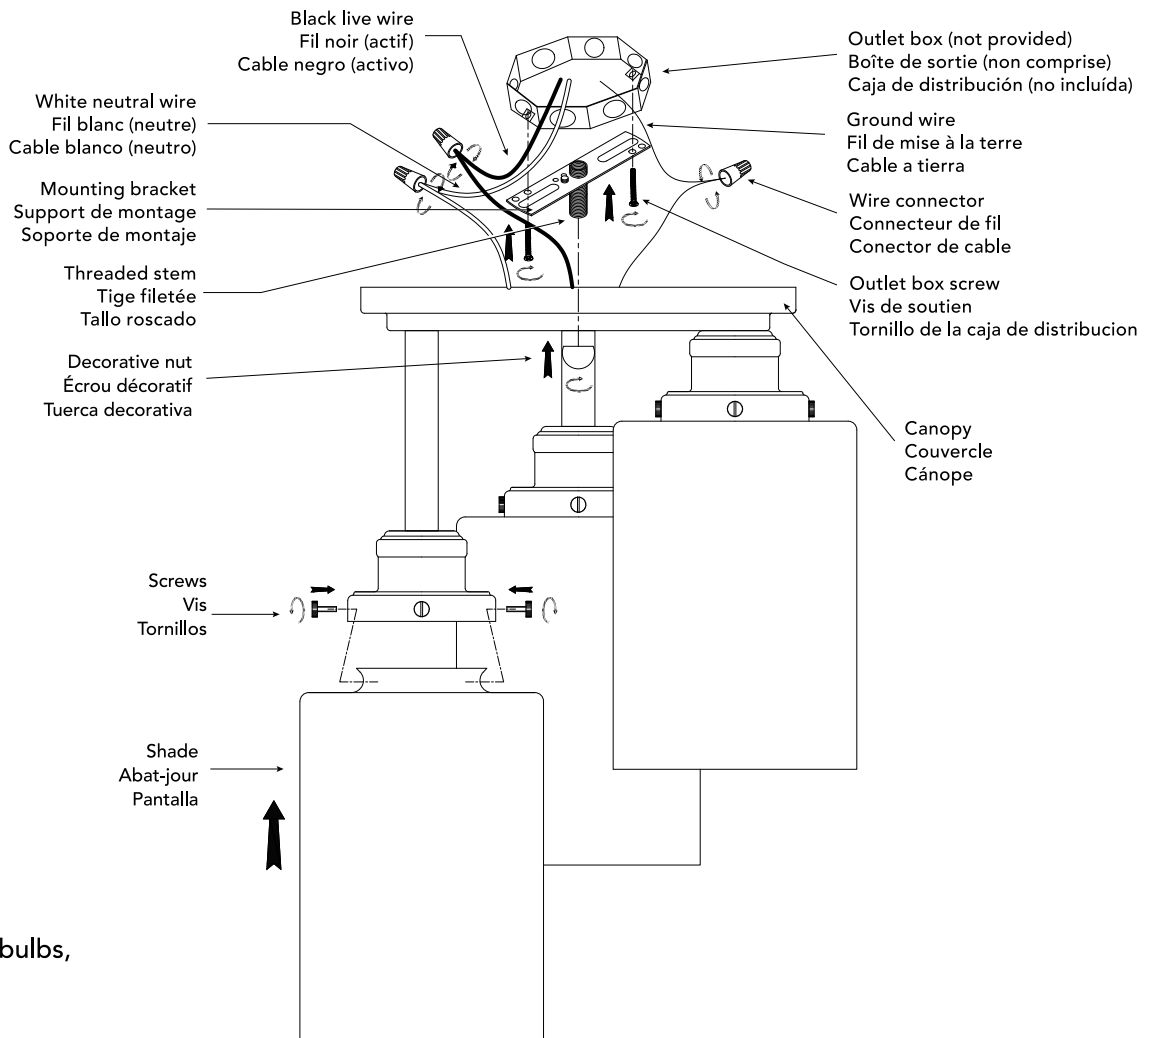 Black live wire
Fil noir (actif)
Cable negro (activo)
Outlet box (not provided)
Boîte de sortie (non comprise)
Caja de distribución (no incluída)
White neutral wire
Fil blanc (neutre)
Cable blanco (neutro)
Ground wire
Fil de mise à la terre
Cable a tierra
Mounting bracket
Support de montage
Soporte de montaje
Wire connector
Connecteur de fil
Conector de cable
Threaded stem
Tige filetée
Tallo roscado
Outlet box screw
Vis de soutien
Tornillo de la caja de distribucion
Decorative nut
Écrou décoratif
Tuerca decorativa
Canopy
Couvercle
Cánope
Screws
Vis
Tornillos
Shade
Abat-jour
Pantalla
bulbs,